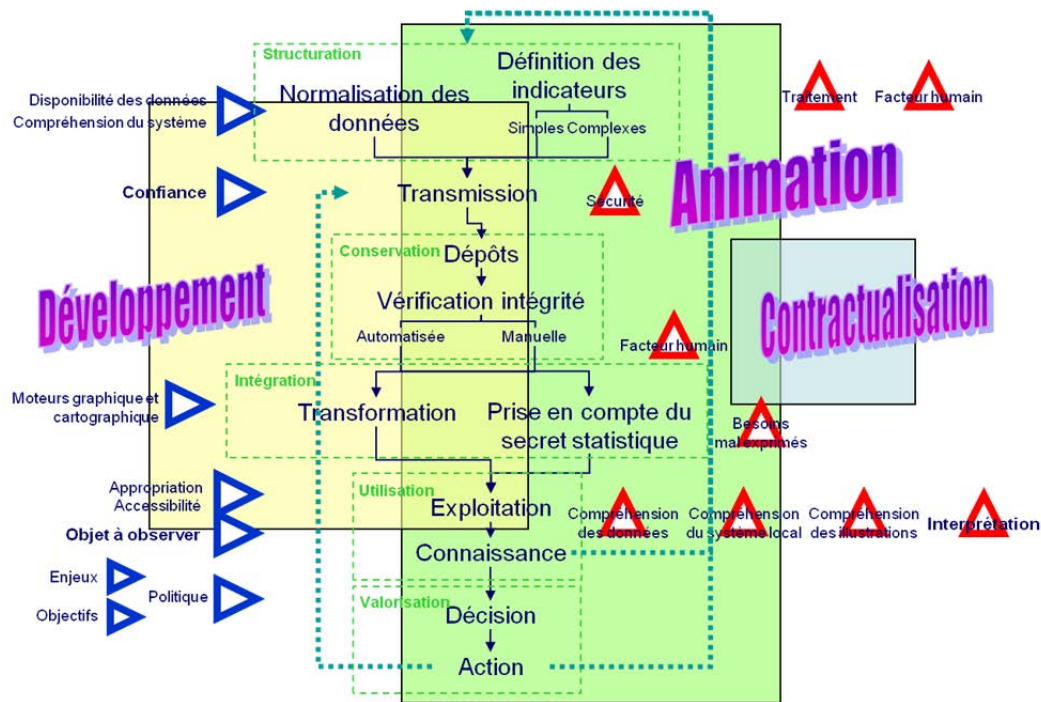 Structuration
Définition des
indicateurs
Normalisation des
données
Simples Complexes
Disponibilité des données
Compréhension du système
Traitement
Facteur humain
Animation
Confiance
Transmission
Sécurité
Conservation
Dépôts
Vérification intégrité
Automatisée
Manuelle
Développement
Contractualisation
Facteur humain
Intégration
Moteurs graphique et
cartographique
Transformation
Prise en compte du
secret statistique
Besoins
mal exprimés
Utilisation
Appropriation
Accessibilité
Exploitation
Compréhension
des données
Compréhension
du système local
Compréhension
des illustrations
Interprétation
Objet à observer
Connaissance
Enjeux
Politique
Objectifs
Valorisation
Décision
Action